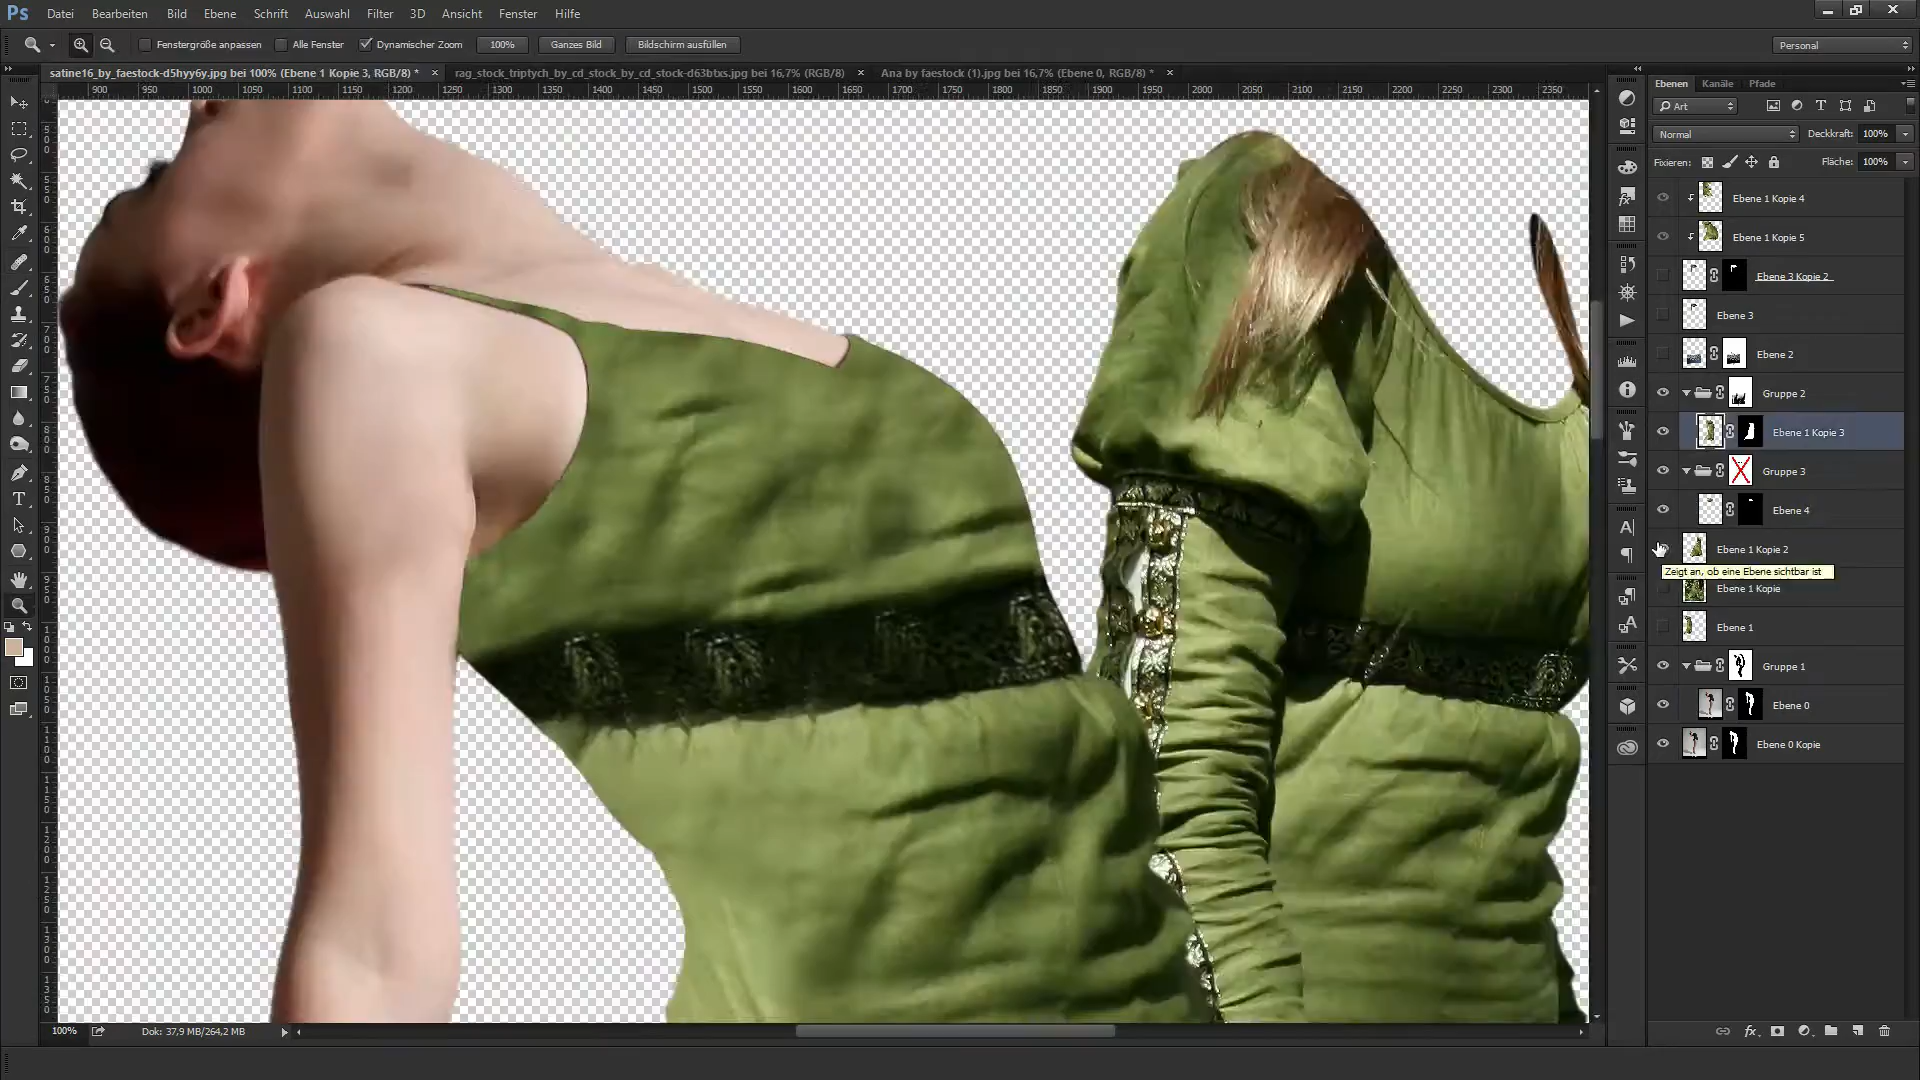 Ps Datei Bearbeiten Bild Ebene Schrift Auswahl Filter 3D Ansicht Fenster Hilfe
Fenstergröße anpassen Alle Fenster Dynamischer Zoom 100% Ganzes Bild Bildschirm ausfüllen Personal
satine16_by_faestock-d5hyy6y.jpg bei 100% (Ebene 1 Kopie 3, RGB/8) * rag_stock_triptych_by_cd_stock_by_cd_stock-d63btxs.jpg bei 16,7% (RGB/8) Ana by faestock (1).jpg bei 16,7% (Ebene 0, RGB/8) *
900 950 1000 1050 1100 1150 1200 1250 1300 1350 1400 1450 1500 1550 1600 1650 1700 1750 1800 1850 1900 1950 2000 2050 2100 2150 2200 2250 2300 2350
Ebenen Kanäle Pfade
Art
Normal Deckkraft: 100%
Fixieren: Fläche: 100%
Ebene 1 Kopie 4
Ebene 1 Kopie 5
Ebene 3 Kopie 2
Ebene 3
Ebene 2
Gruppe 2
Ebene 1 Kopie 3
Gruppe 3
Ebene 4
Ebene 1 Kopie 2
Zeigt an, ob eine Ebene sichtbar ist
Ebene 1 Kopie
Ebene 1
Gruppe 1
Ebene 0
Ebene 0 Kopie
100% Dok: 37,9 MB/264,2 MB